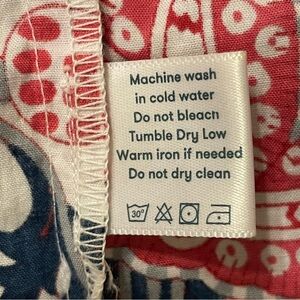 Machine wash
in cold water
Do not bleach
Tumble Dry Low
Warm iron if needed
Do not dry clean
30°